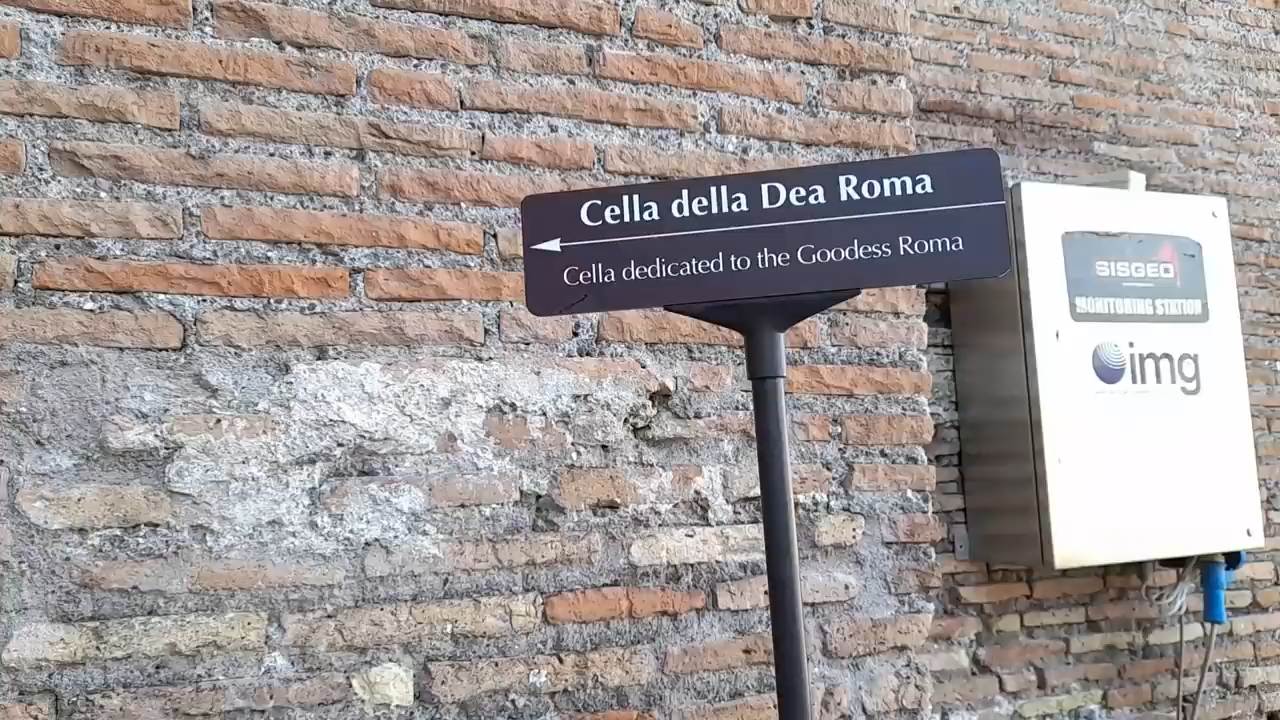 Cella della Dea Roma
Cella dedicated to the Goodess Roma
SISGEO
MONITORING STATION
img